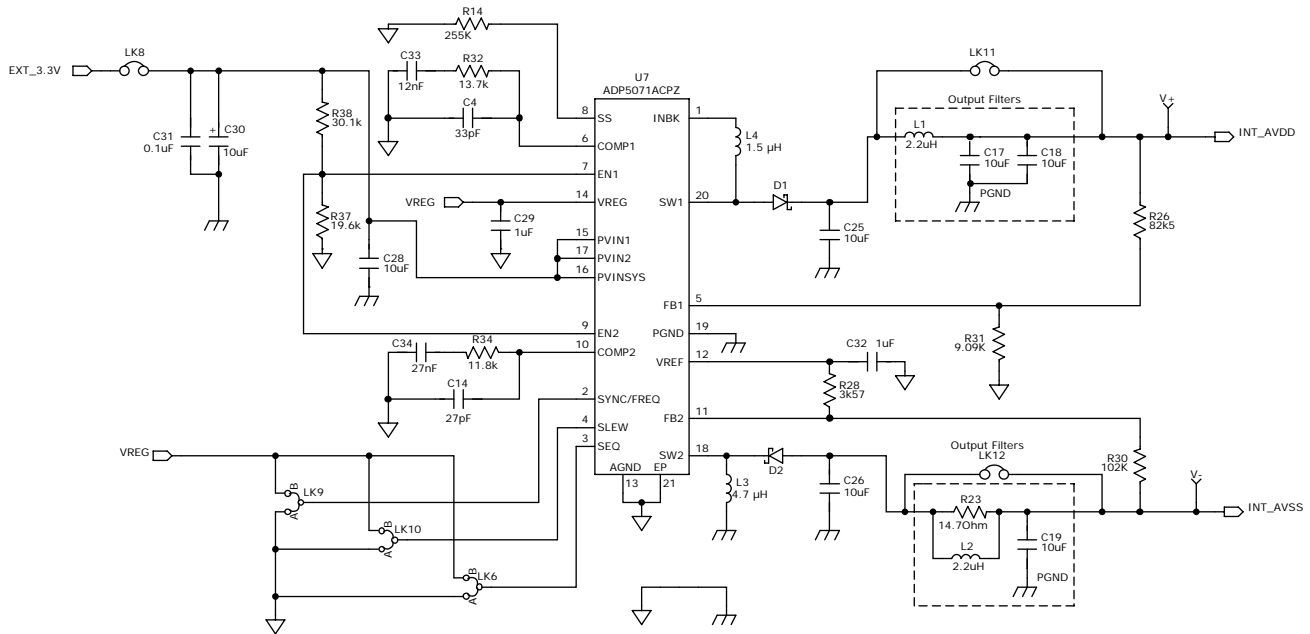 R14
255K
C33
12nF
R32
13.7k
C4
33pF
LK8
EXT_3.3V
R38
30.1k
C31
0.1uF
+
C30
10uF
R37
19.6k
C28
10uF
VREG
C29
1uF
U7
ADP5071ACPZ
8 SS
6 COMP1
7 EN1
14 VREG
15 PVIN1
17 PVIN2
16 PVINSYS
9 EN2
10 COMP2
2 SYNC/FREQ
4 SLEW
3 SEQ
INBK 1
SW1 20
FB1 5
PGND 19
VREF 12
FB2 11
SW2 18
AGND EP
13 21
C34
27nF
R34
11.8k
C14
27pF
VREG
B
A
LK9
B
A
LK10
B
A
LK6
L4
1.5 µH
D1
C25
10uF
LK11
Output Filters
L1
2.2uH
C17
10uF
C18
10uF
PGND
V+
INT_AVDD
R26
82k5
R31
9.09K
C32 1uF
R28
3k57
D2
L3
4.7 µH
C26
10uF
Output Filters
LK12
R23
14.7Ohm
L2
2.2uH
C19
10uF
PGND
R30
102K
V-
INT_AVSS